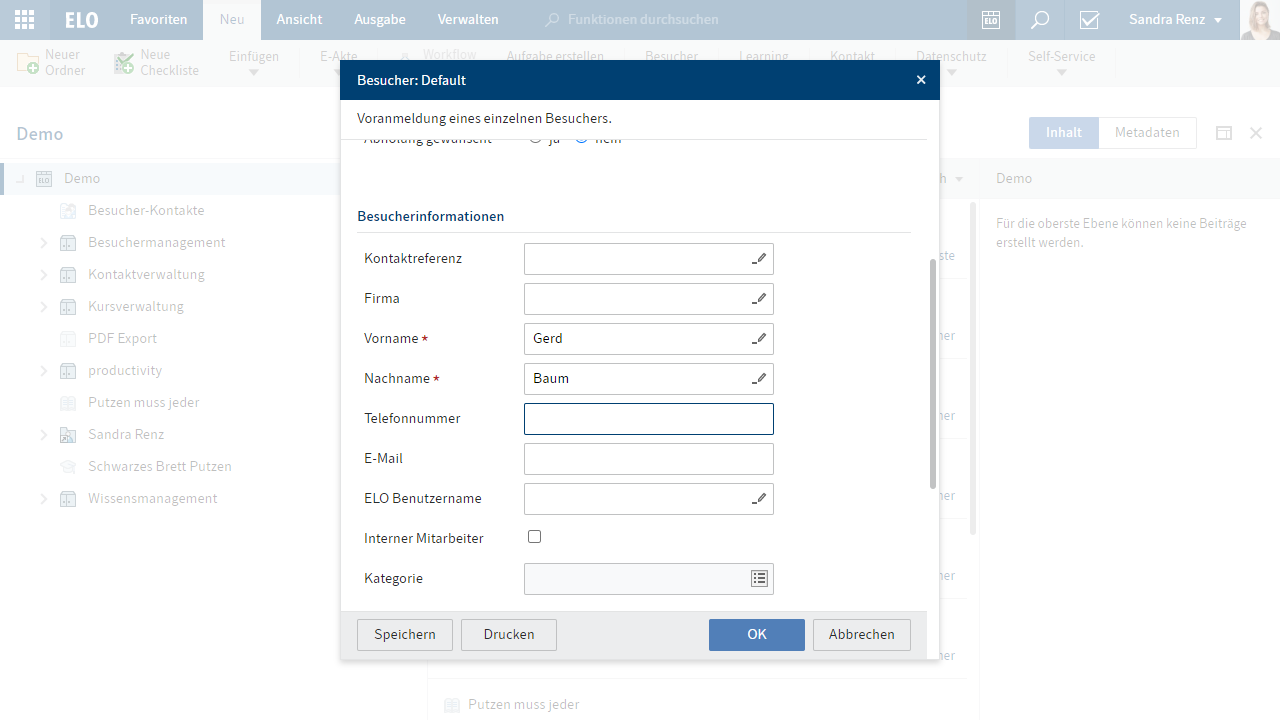 ELO
Favoriten
Neu
Ansicht
Ausgabe
Verwalten
Funktionen durchsuchen
ELO
Sandra Renz
Neuer
Ordner
Neue
Checkliste
Einfügen
E-Akte
Workflow
Aufgabe erstellen
Besucher
Learning
Kontakt
Datenschutz
Self-Service
Besucher: Default
Voranmeldung eines einzelnen Besuchers.
Abholung gewünscht
ja
nein
Demo
Inhalt
Metadaten
ELO
Demo
Besucher-Kontakte
Besuchermanagement
Kontaktverwaltung
Kursverwaltung
PDF Export
productivity
Putzen muss jeder
Sandra Renz
Schwarzes Brett Putzen
Wissensmanagement
Besucherinformationen
Kontaktreferenz
Firma
Vorname *
Gerd
Nachname *
Baum
Telefonnummer
E-Mail
ELO Benutzername
Interner Mitarbeiter
Kategorie
Speichern
Drucken
OK
Abbrechen
Putzen muss jeder
Demo
Für die oberste Ebene können keine Beiträge
erstellt werden.